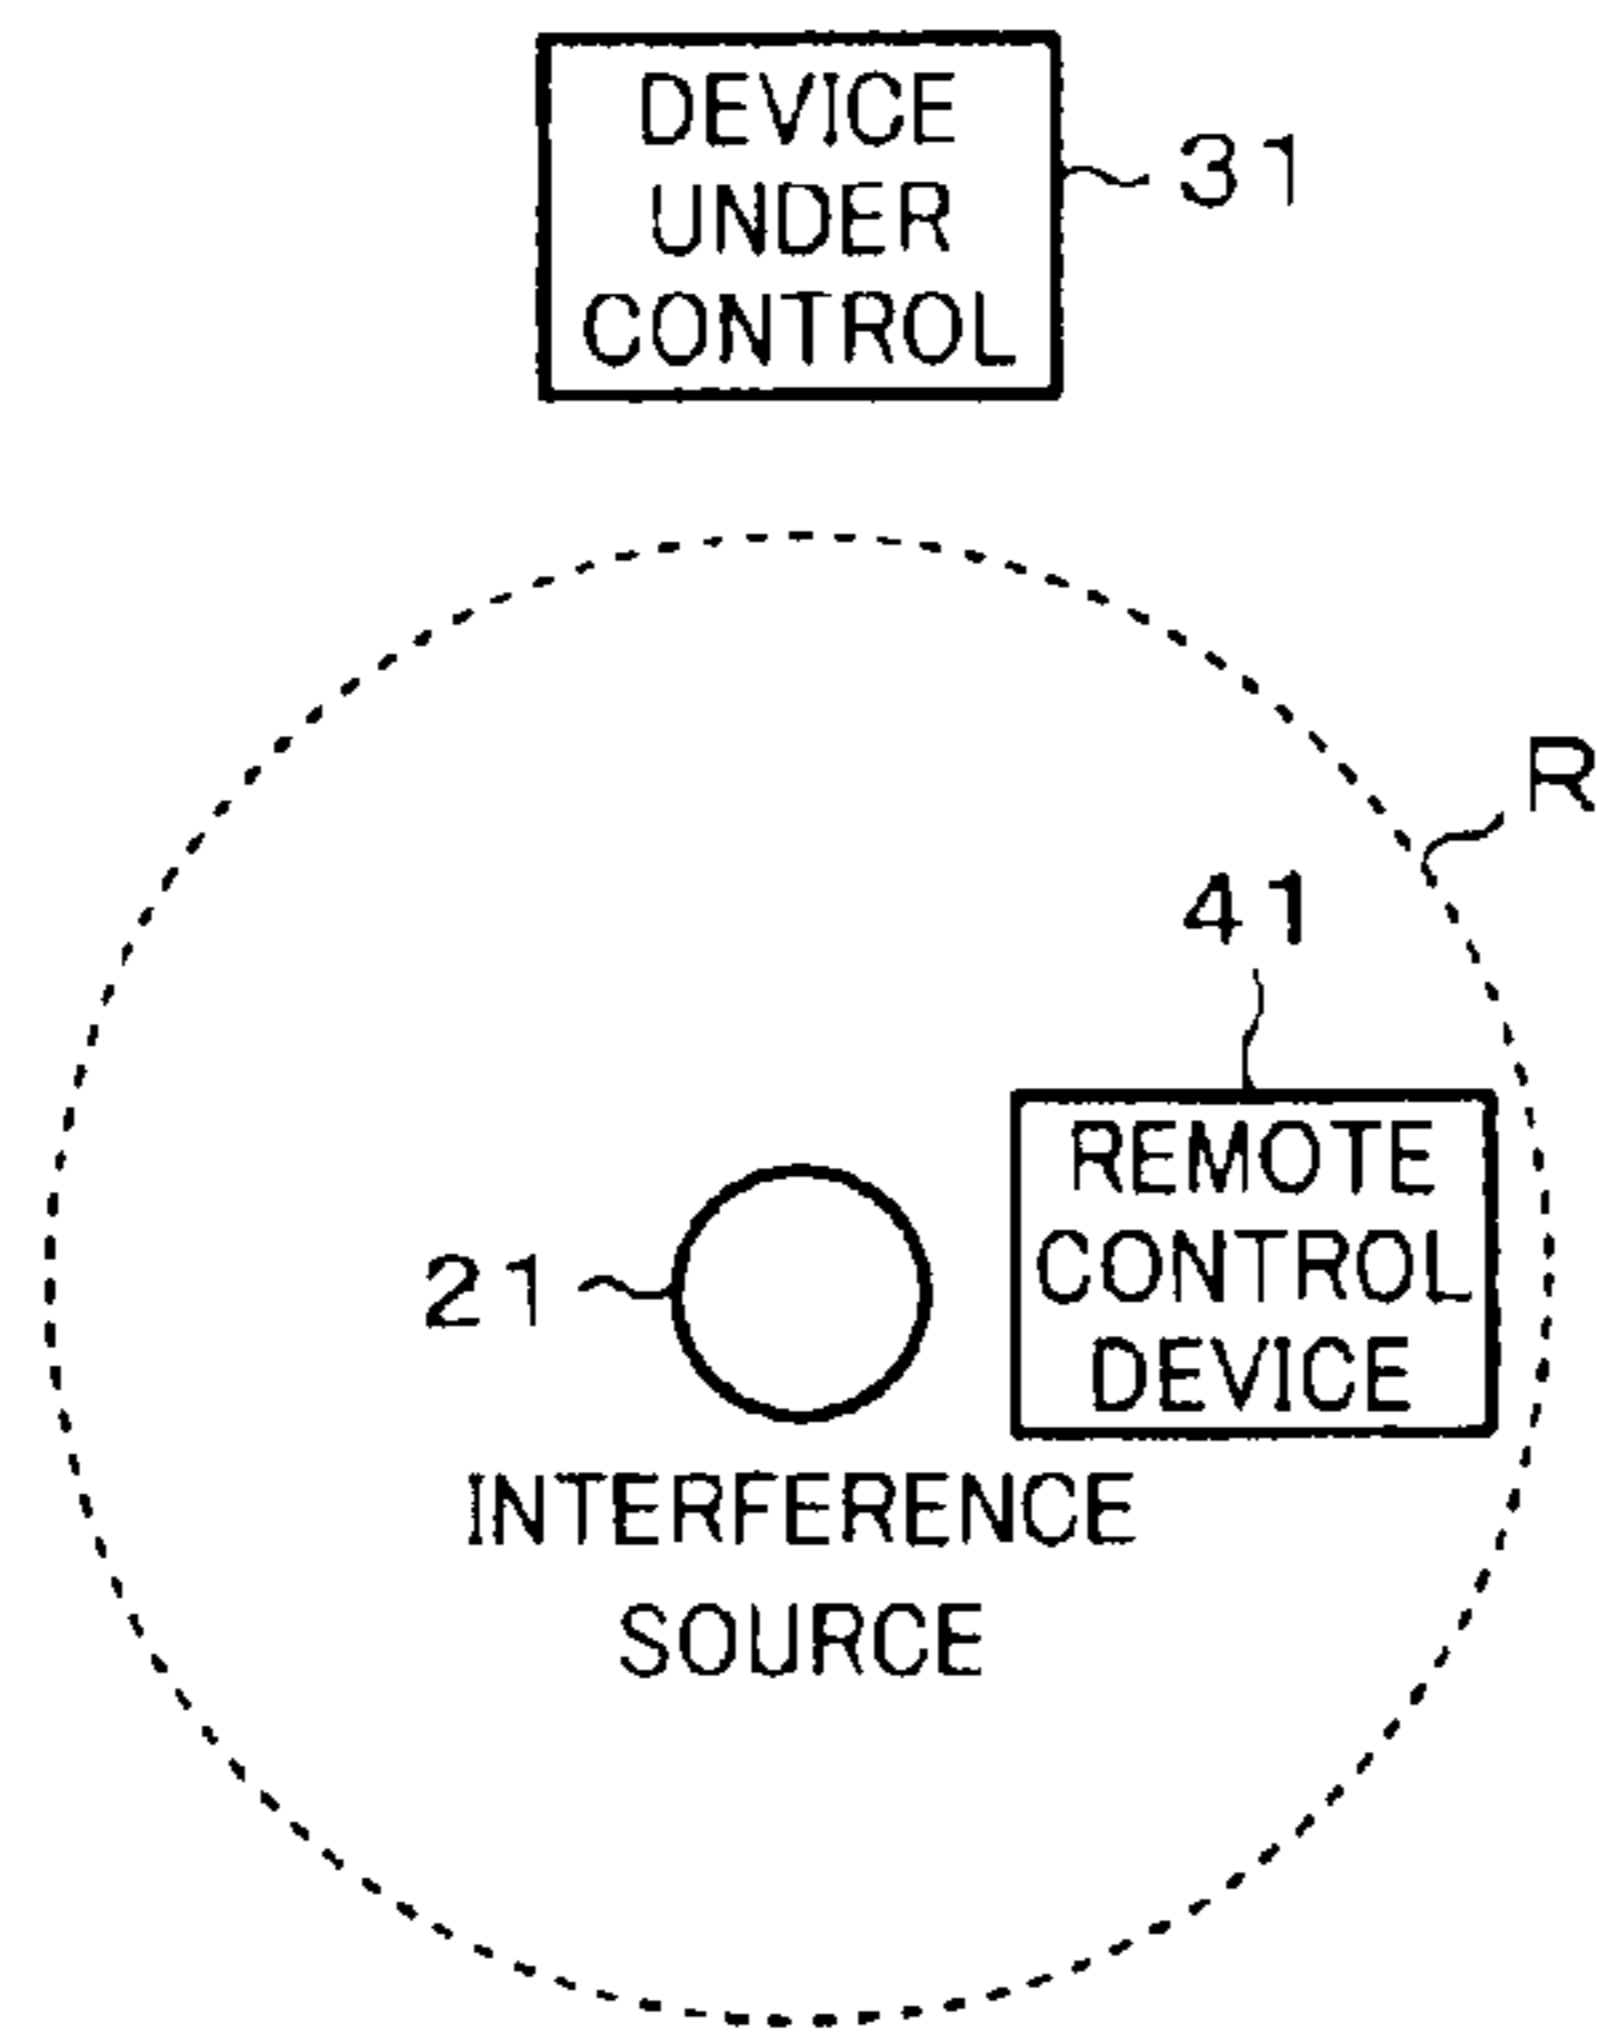 DEVICE
UNDER
CONTROL
31
R
41
REMOTE
CONTROL
DEVICE
21
INTERFERENCE
SOURCE